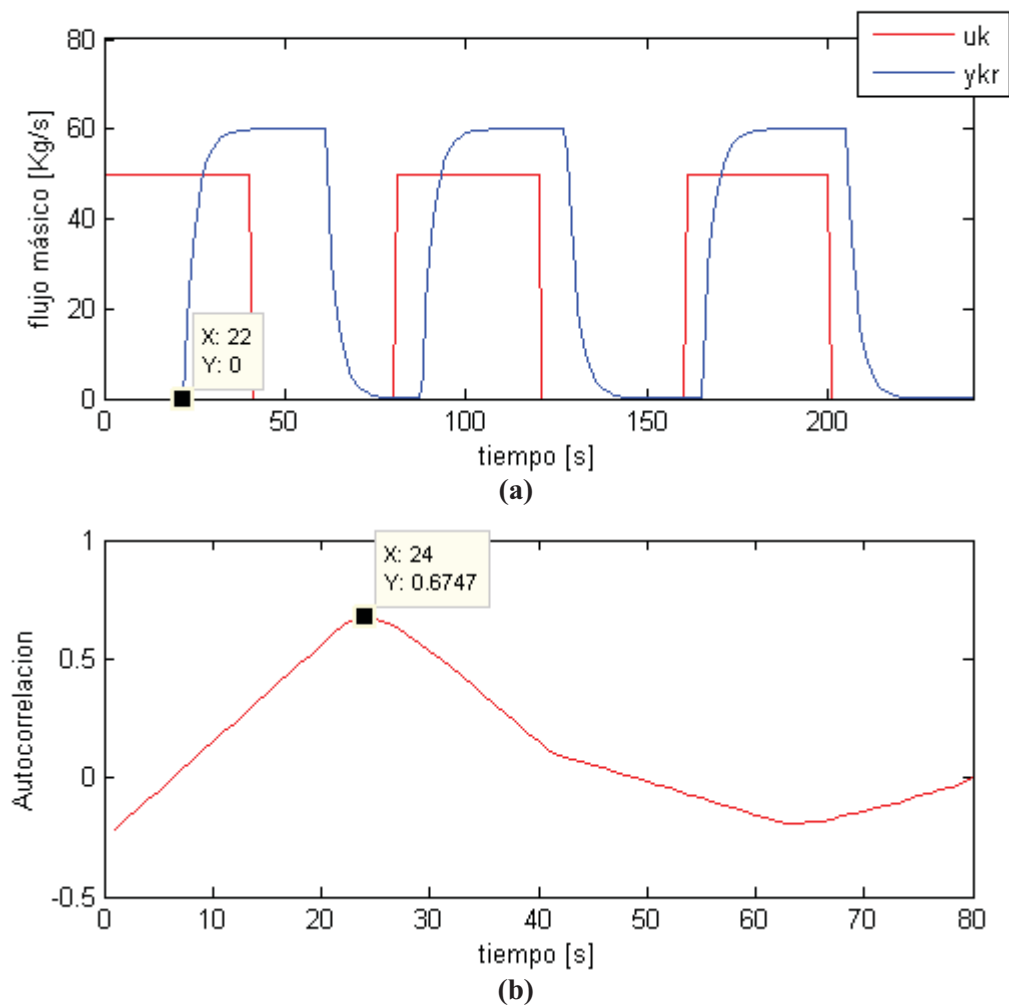 80
60
40
20
0
flujo másico [Kg/s]
uk
ykr
X: 22
Y: 0
0
50
100
150
200
tiempo [s]
(a)
1
0.5
0
-0.5
Autocorrelacion
X: 24
Y: 0.6747
0
10
20
30
40
50
60
70
80
tiempo [s]
(b)